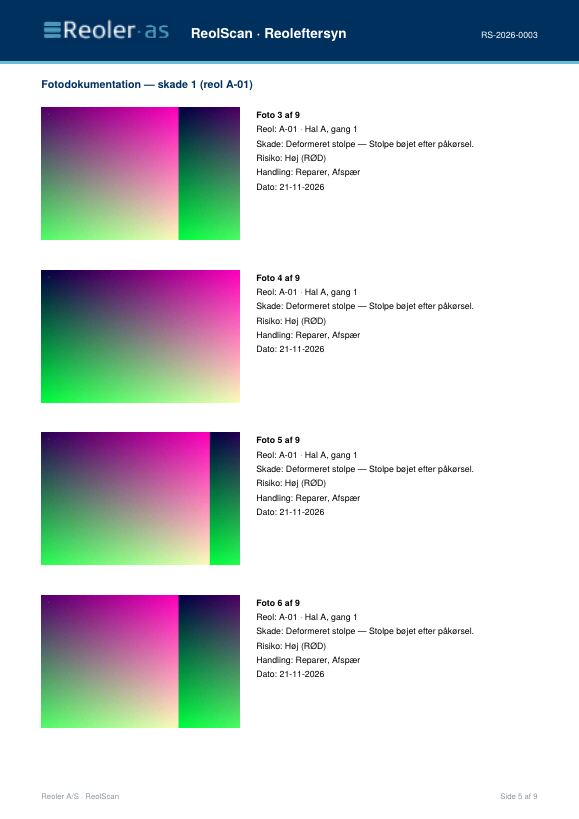 Reoler·as
ReolScan · Reoleftersyn
RS-2026-0003
Fotodokumentation — skade 1 (reol A-01)
Foto 3 af 9
Reol: A-01 · Hal A, gang 1
Skade: Deformeret stolpe — Stolpe bøjet efter påkørsel.
Risiko: Høj (RØD)
Handling: Reparer, Afspær
Dato: 21-11-2026
Foto 4 af 9
Reol: A-01 · Hal A, gang 1
Skade: Deformeret stolpe — Stolpe bøjet efter påkørsel.
Risiko: Høj (RØD)
Handling: Reparer, Afspær
Dato: 21-11-2026
Foto 5 af 9
Reol: A-01 · Hal A, gang 1
Skade: Deformeret stolpe — Stolpe bøjet efter påkørsel.
Risiko: Høj (RØD)
Handling: Reparer, Afspær
Dato: 21-11-2026
Foto 6 af 9
Reol: A-01 · Hal A, gang 1
Skade: Deformeret stolpe — Stolpe bøjet efter påkørsel.
Risiko: Høj (RØD)
Handling: Reparer, Afspær
Dato: 21-11-2026
Reoler A/S · ReolScan
Side 5 af 9